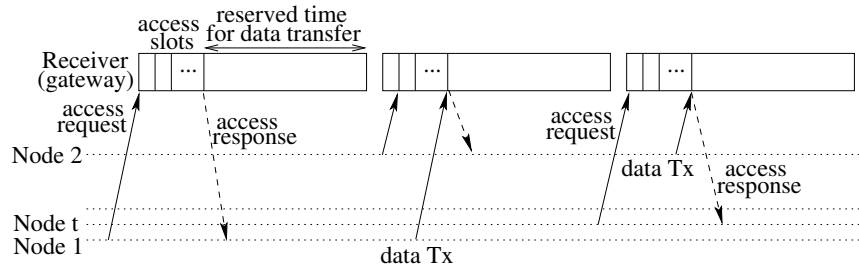 access
slots
reserved time
for data transfer
Receiver
(gateway)
...
...
...
access
request
access
response
access
request
Node 2
data Tx
access
response
Node t
Node 1
data Tx